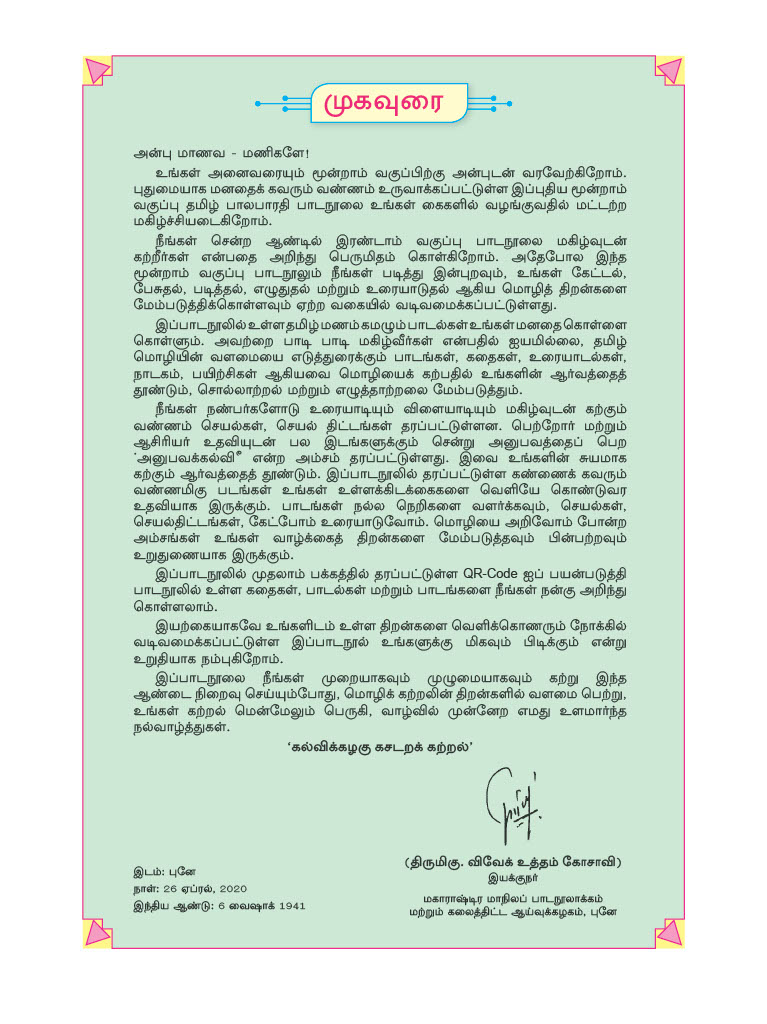 முகவுரை
அன்பு மாணவ - மணிகளே!
உங்கள் அனைவரையும் மூன்றாம் வகுப்பிற்கு அன்புடன் வரவேற்கிறோம்.
புதுமையாக மனதைக் கவரும் வண்ணம் உருவாக்கப்பட்டுள்ள இப்புதிய மூன்றாம்
வகுப்பு தமிழ் பாலபாரதி பாடநூலை உங்கள் கைகளில் வழங்குவதில் மட்டற்ற
மகிழ்ச்சியடைகிறோம்.
நீங்கள் சென்ற ஆண்டில் இரண்டாம் வகுப்பு பாடநூலை மகிழ்வுடன்
கற்றீர்கள் என்பதை அறிந்து பெருமிதம் கொள்கிறோம். அதேபோல இந்த
மூன்றாம் வகுப்பு பாடநூலும் நீங்கள் படித்து இன்புறவும், உங்கள் கேட்டல்,
பேசுதல், படித்தல், எழுதுதல் மற்றும் உரையாடுதல் ஆகிய மொழித் திறன்களை
மேம்படுத்திக்கொள்ளவும் ஏற்ற வகையில் வடிவமைக்கப்பட்டுள்ளது.
இப்பாடநூலில் உள்ள தமிழ் மணம் கமழும் பாடல்கள் உங்கள் மனதை கொள்ளை
கொள்ளும். அவற்றை பாடி பாடி மகிழ்வீர்கள் என்பதில் ஐயமில்லை, தமிழ்
மொழியின் வளமையை எடுத்துரைக்கும் பாடங்கள், கதைகள், உரையாடல்கள்,
நாடகம், பயிற்சிகள் ஆகியவை மொழியைக் கற்பதில் உங்களின் ஆர்வத்தைத்
தூண்டும், சொல்லாற்றல் மற்றும் எழுத்தாற்றலை மேம்படுத்தும்.
நீங்கள் நண்பர்களோடு உரையாடியும் விளையாடியும் மகிழ்வுடன் கற்கும்
வண்ணம் செயல்கள், செயல் திட்டங்கள் தரப்பட்டுள்ளன. பெற்றோர் மற்றும்
ஆசிரியர் உதவியுடன் பல இடங்களுக்கும் சென்று அனுபவத்தைப் பெற
‘அனுபவக்கல்வி’ என்ற அம்சம் தரப்பட்டுள்ளது. இவை உங்களின் சுயமாக
கற்கும் ஆர்வத்தைத் தூண்டும். இப்பாடநூலில் தரப்பட்டுள்ள கண்ணைக் கவரும்
வண்ணமிகு படங்கள் உங்கள் உள்ளக்கிடக்கைகளை வெளியே கொண்டுவர
உதவியாக இருக்கும். பாடங்கள் நல்ல நெறிகளை வளர்க்கவும், செயல்கள்,
செயல்திட்டங்கள், கேட்போம் உரையாடுவோம். மொழியை அறிவோம் போன்ற
அம்சங்கள் உங்கள் வாழ்க்கைத் திறன்களை மேம்படுத்தவும் பின்பற்றவும்
உறுதுணையாக இருக்கும்.
இப்பாடநூலில் முதலாம் பக்கத்தில் தரப்பட்டுள்ள QR-Code ஐப் பயன்படுத்தி
பாடநூலில் உள்ள கதைகள், பாடல்கள் மற்றும் பாடங்களை நீங்கள் நன்கு அறிந்து
கொள்ளலாம்.
இயற்கையாகவே உங்களிடம் உள்ள திறன்களை வெளிக்கொணரும் நோக்கில்
வடிவமைக்கப்பட்டுள்ள இப்பாடநூல் உங்களுக்கு மிகவும் பிடிக்கும் என்று
உறுதியாக நம்புகிறோம்.
இப்பாடநூலை நீங்கள் முறையாகவும் முழுமையாகவும் கற்று இந்த
ஆண்டை நிறைவு செய்யும்போது, மொழிக் கற்றலின் திறன்களில் வளமை பெற்று,
உங்கள் கற்றல் மென்மேலும் பெருகி, வாழ்வில் முன்னேற எமது உளமார்ந்த
நல்வாழ்த்துகள்.
‘கல்விக்கழகு கசடறக் கற்றல்’
(திருமிகு. விவேக் உத்தம் கோசாவி)
இயக்குநர்
மகாராஷ்டிர மாநிலப் பாடநூலாக்கம்
மற்றும் கலைத்திட்ட ஆய்வுக்கழகம், புனே
இடம்: புனே
நாள்: 26 ஏப்ரல், 2020
இந்திய ஆண்டு: 6 வைஷாக் 1941